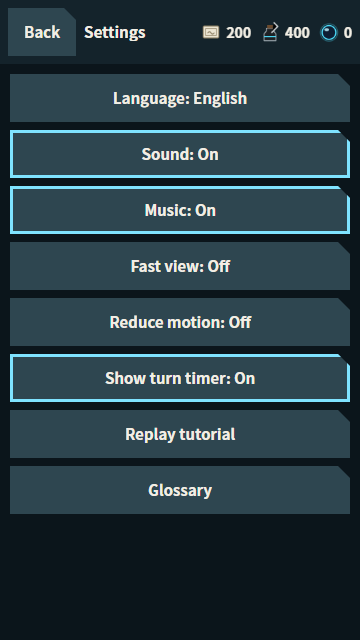 Back Settings 200 400 0
Language: English
Sound: On
Music: On
Fast view: Off
Reduce motion: Off
Show turn timer: On
Replay tutorial
Glossary